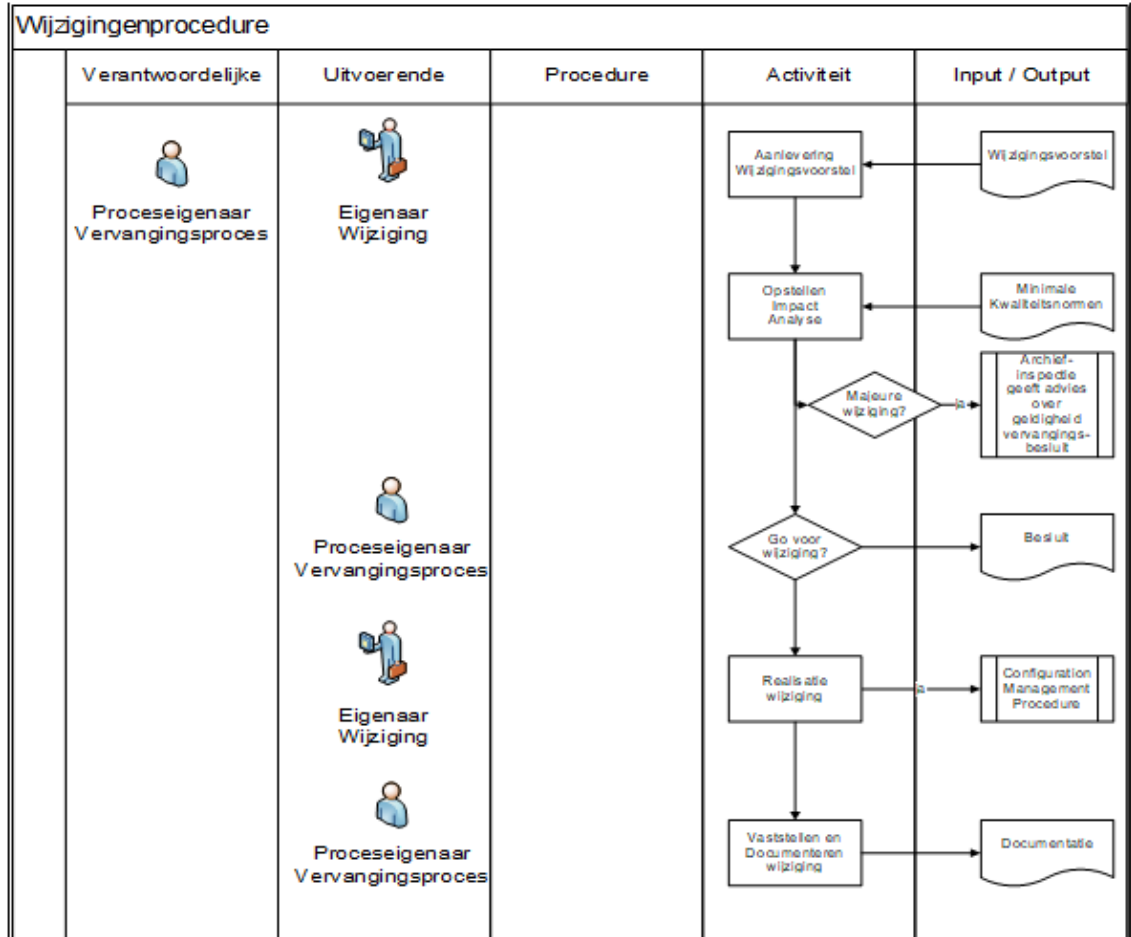 Wijzigingenprocedure
Verantwoordelijke
Uitvoerende
Procedure
Activiteit
Input / Output
Proceseigenaar
Vervangingsproces
Eigenaar
Wijziging
Aanlevering
Wijzigingsvoorstel
Wijzigingsvoorstel
Opstellen
Impact
Analyse
Minimale
Kwaliteitsnormen
Majeure
wijziging?
ja
Archief-
inspectie
geeft advies
over
geldigheid
vervangings-
besluit
Proceseigenaar
Vervangingsproces
Go voor
wijziging?
Besluit
Eigenaar
Wijziging
Realisatie
wijziging
ja
Configuration
Management
Procedure
Proceseigenaar
Vervangingsproces
Vaststellen en
Documenteren
wijziging
Documentatie